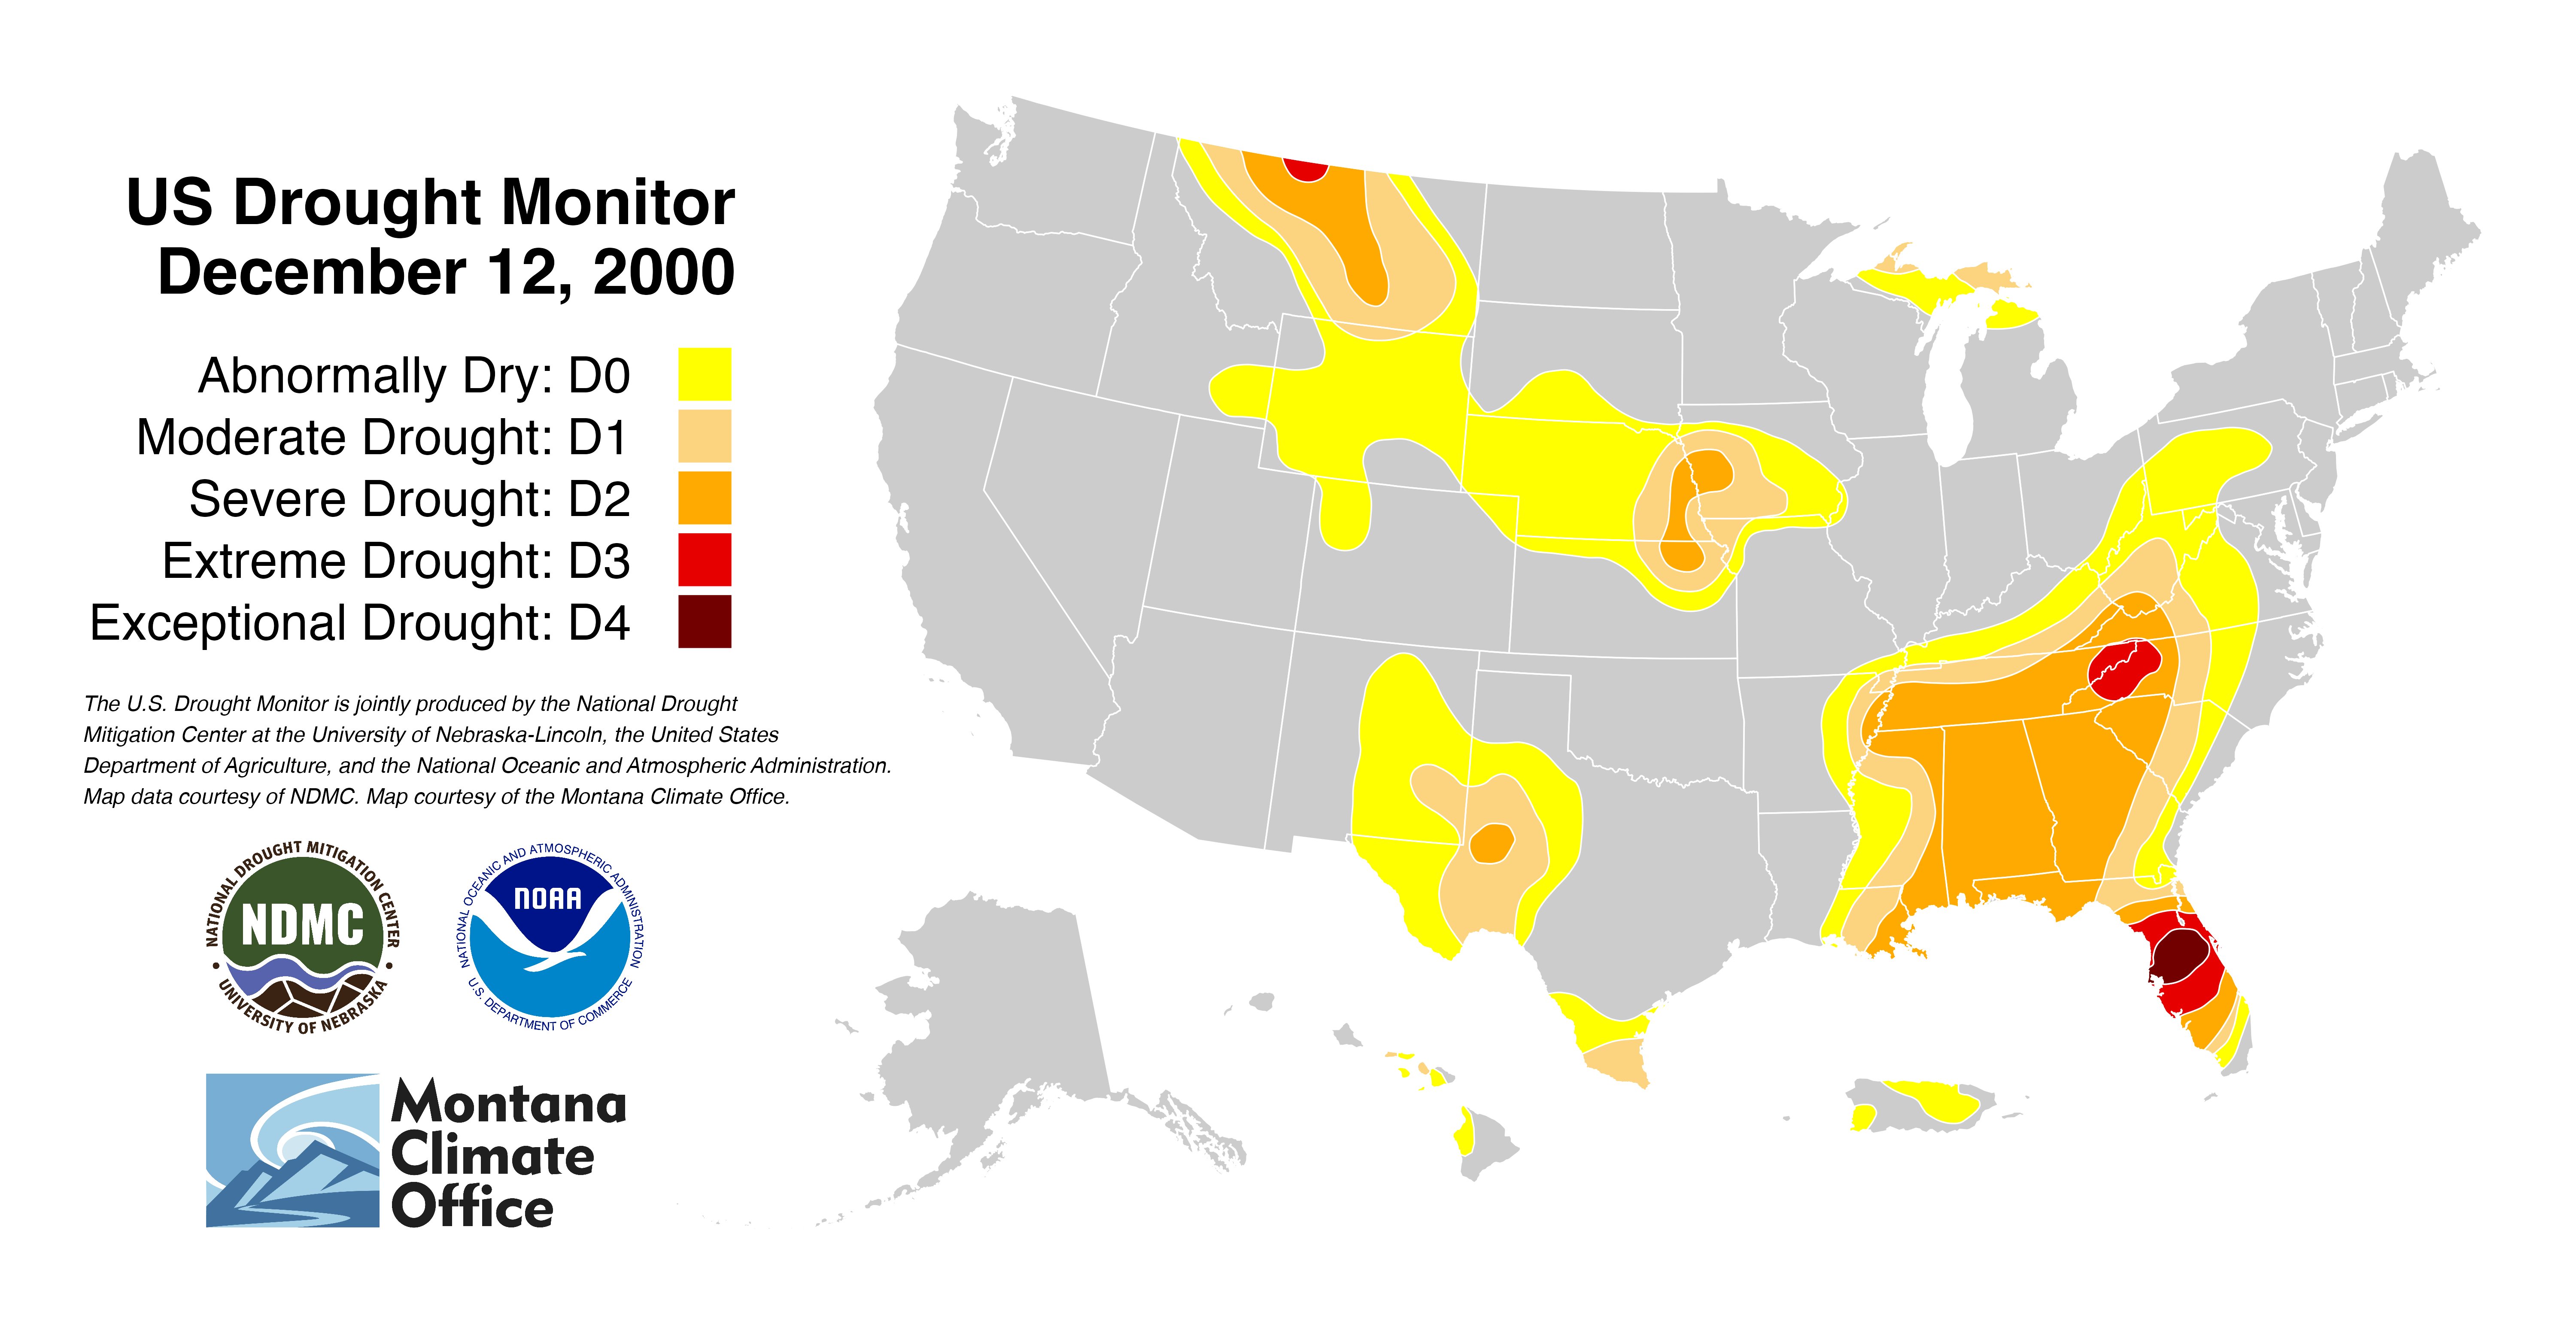 US Drought Monitor
December 12, 2000
Abnormally Dry: D0
Moderate Drought: D1
Severe Drought: D2
Extreme Drought: D3
Exceptional Drought: D4
The U.S. Drought Monitor is jointly produced by the National Drought
Mitigation Center at the University of Nebraska-Lincoln, the United States
Department of Agriculture, and the National Oceanic and Atmospheric Administration.
Map data courtesy of NDMC. Map courtesy of the Montana Climate Office.
NATIONAL DROUGHT MITIGATION CENTER
NDMC
• UNIVERSITY OF NEBRASKA •
NATIONAL OCEANIC AND ATMOSPHERIC ADMINISTRATION
NOAA
U.S. DEPARTMENT OF COMMERCE
Montana
Climate
Office